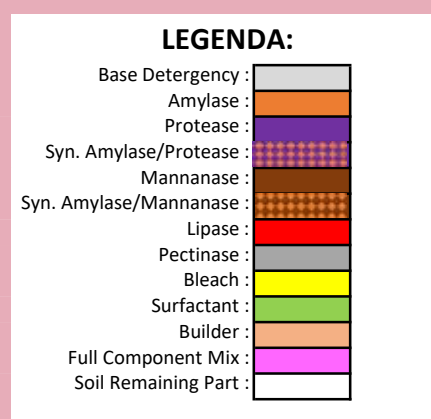 LEGENDA:
Base Detergency :
Amylase :
Protease :
Syn. Amylase/Protease :
Mannanase :
Syn. Amylase/Mannanase :
Lipase :
Pectinase :
Bleach :
Surfactant :
Builder :
Full Component Mix :
Soil Remaining Part :